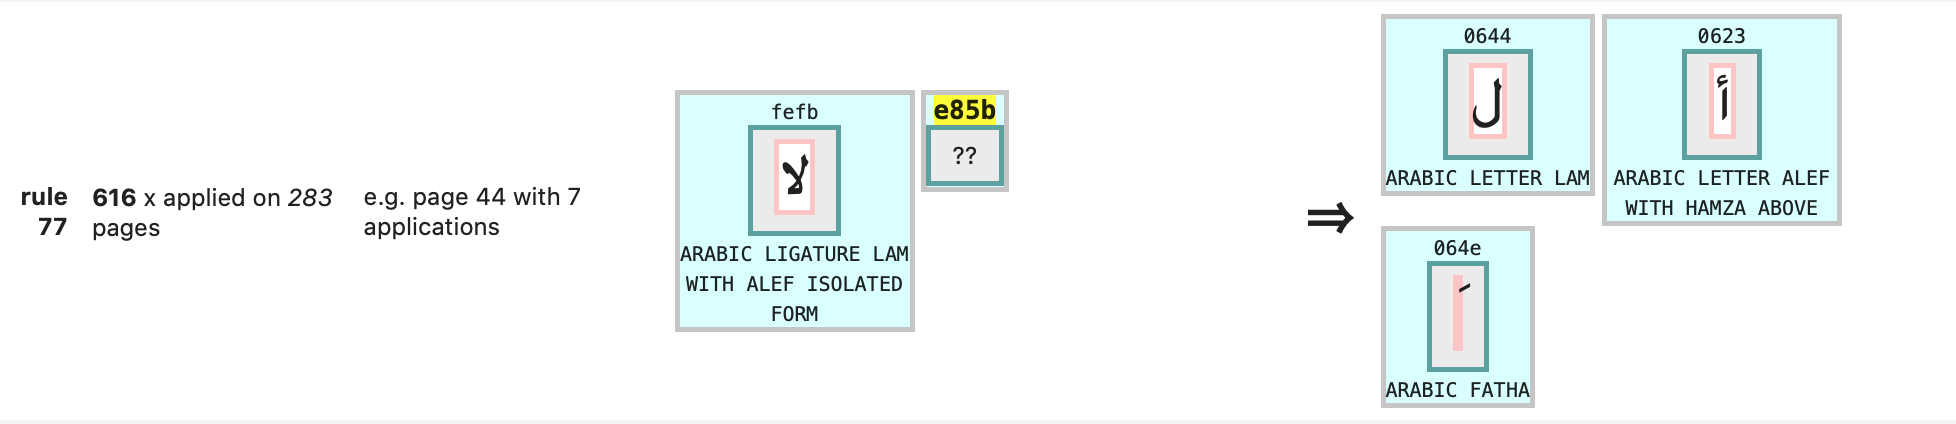 rule 77
616 x applied on 283 pages
e.g. page 44 with 7 applications
fefb
ﻻ
ARABIC LIGATURE LAM
WITH ALEF ISOLATED
FORM
e85b
??
⇒
0644
ل
ARABIC LETTER LAM
0623
أ
ARABIC LETTER ALEF
WITH HAMZA ABOVE
064e
َ
ARABIC FATHA